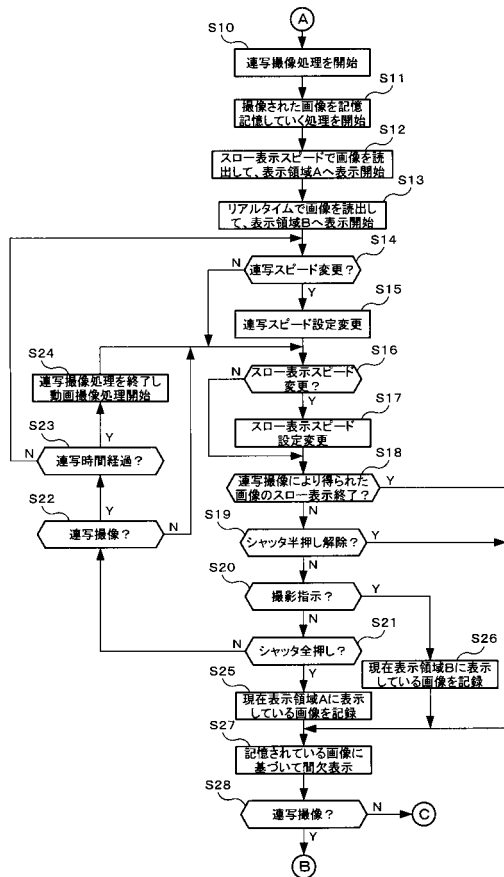 A
S10
連写撮像処理を開始
S11
撮像された画像を記憶
記憶していく処理を開始
S12
スロー表示スピードで画像を読
出して、表示領域Aへ表示開始
S13
リアルタイムで画像を読出し
て、表示領域Bへ表示開始
S14
N
連写スピード変更？
Y
S15
連写スピード設定変更
S16
スロー表示スピード
変更？
N
Y
S17
スロー表示スピード
設定変更
S18
連写撮像により得られた
画像のスロー表示終了？
Y
N
S19
シャッタ半押し解除？
Y
N
S20
撮影指示？
Y
N
S21
シャッタ全押し？
N
Y
S22
連写撮像？
N
Y
S23
連写時間経過？
N
Y
S24
連写撮像処理を終了し
動画撮像処理開始
S25
現在表示領域Aに表示
している画像を記録
S26
現在表示領域Bに表示
している画像を記録
S27
記憶されている画像に
基づいて間欠表示
S28
連写撮像？
N
C
Y
B